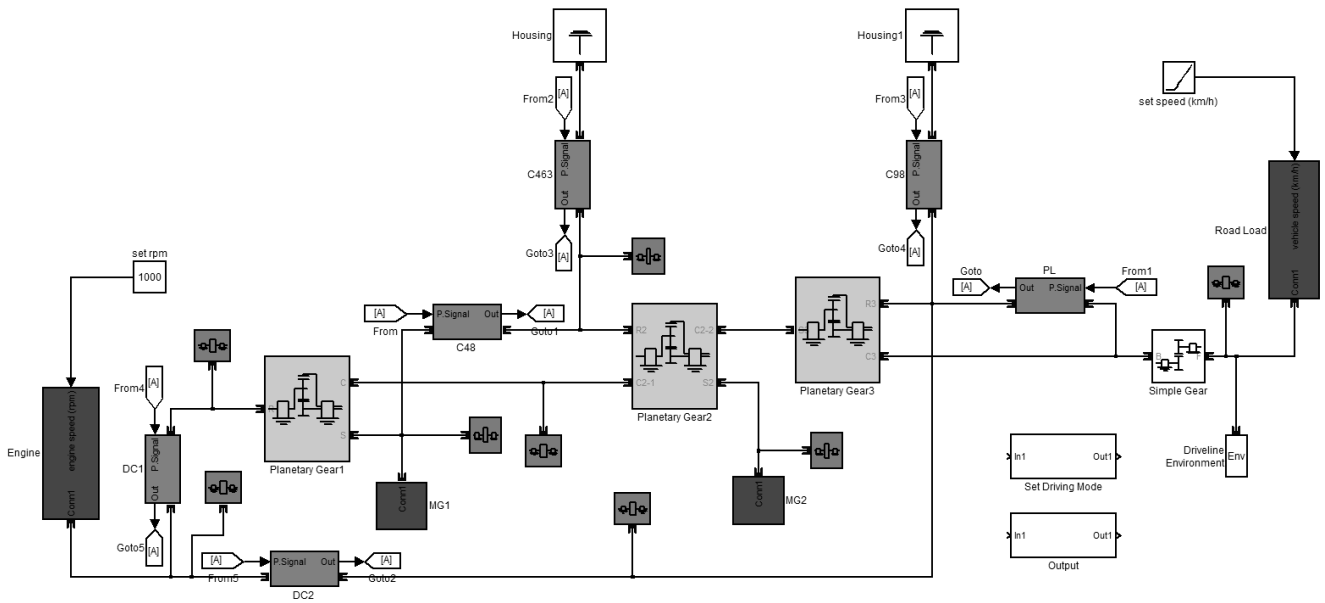 Housing
Housing1
[A]
From2
[A]
From3
set speed (km/h)
P.Signal
Out
C463
P.Signal
Out
C98
vehicle speed (km/h)
Conn1
Road Load
[A]
Goto3
[A]
Goto4
set rpm
1000
Goto
[A]
PL
Out
P.Signal
From1
[A]
[A]
From
P.Signal
Out
C48
[A]
Goto1
R2
C2-2
C2-1
S2
Planetary Gear2
R3
C3
Planetary Gear3
B
F
Simple Gear
C
S
Planetary Gear1
From4
[A]
engine speed (rpm)
Conn1
Engine
P.Signal
Out
DC1
Goto5
[A]
Conn1
MG1
Conn1
MG2
Driveline
Environment
Env
In1
Out1
Set Driving Mode
In1
Out1
Output
[A]
From5
P.Signal
Out
DC2
[A]
Goto2